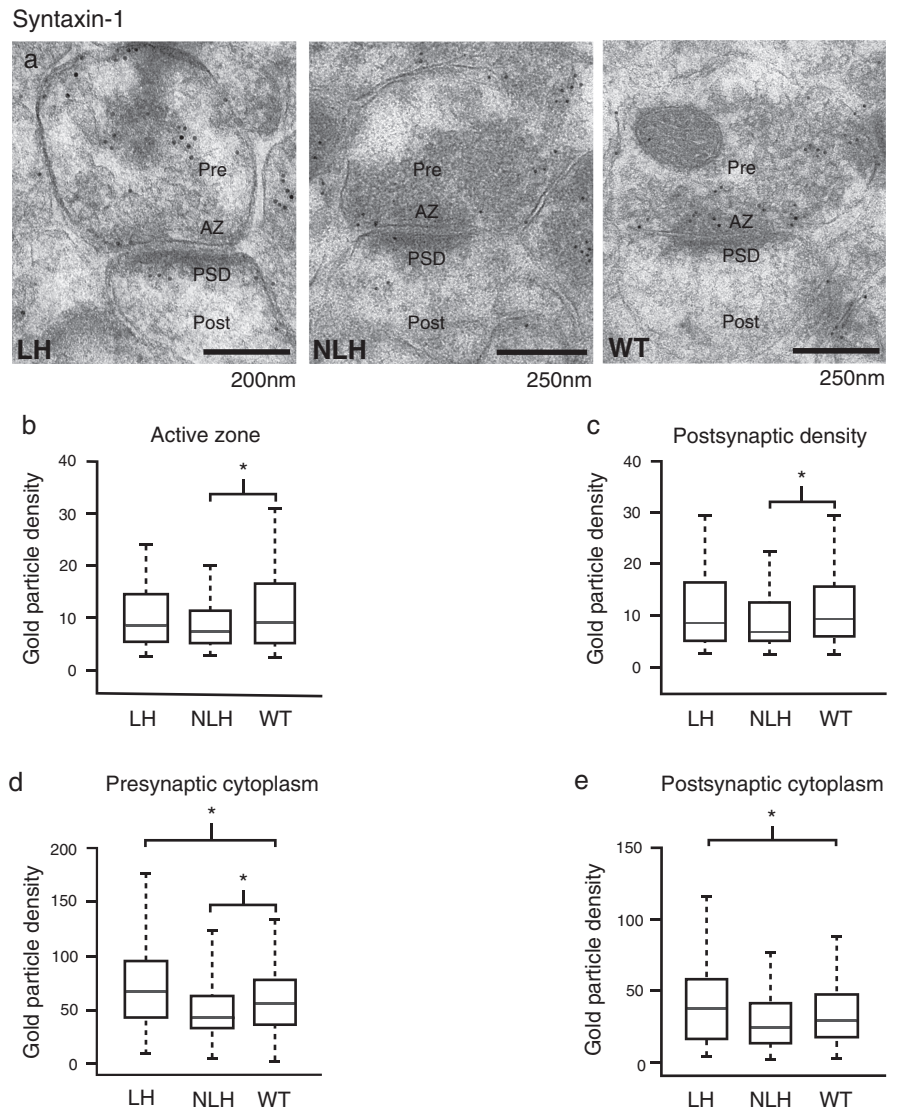 Syntaxin-1
a
Pre
AZ
PSD
Post
LH
200nm
Pre
AZ
PSD
Post
NLH
250nm
Pre
AZ
PSD
Post
WT
250nm
b
Active zone
Gold particle density
40
30
20
10
0
*
LH NLH WT
c
Postsynaptic density
Gold particle density
40
30
20
10
0
*
LH NLH WT
d
Presynaptic cytoplasm
Gold particle density
200
150
100
50
0
*
*
LH NLH WT
e
Postsynaptic cytoplasm
Gold particle density
150
100
50
0
*
LH NLH WT